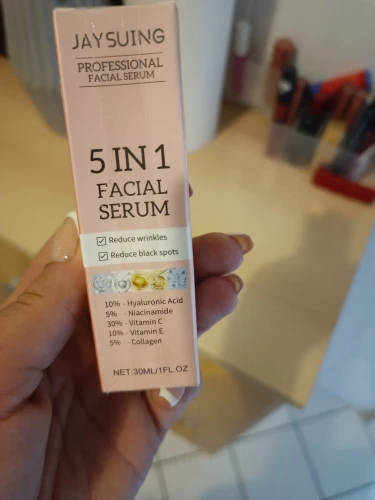 JAYSUING
PROFESSIONAL
FACIAL SERUM
5 IN 1
FACIAL
SERUM
Reduce wrinkles
Reduce black spots
10% - Hyaluronic Acid
5% - Niacinamide
30% - Vitamin C
10% - Vitamin E
5% - Collagen
NET:30ML/1FL.OZ